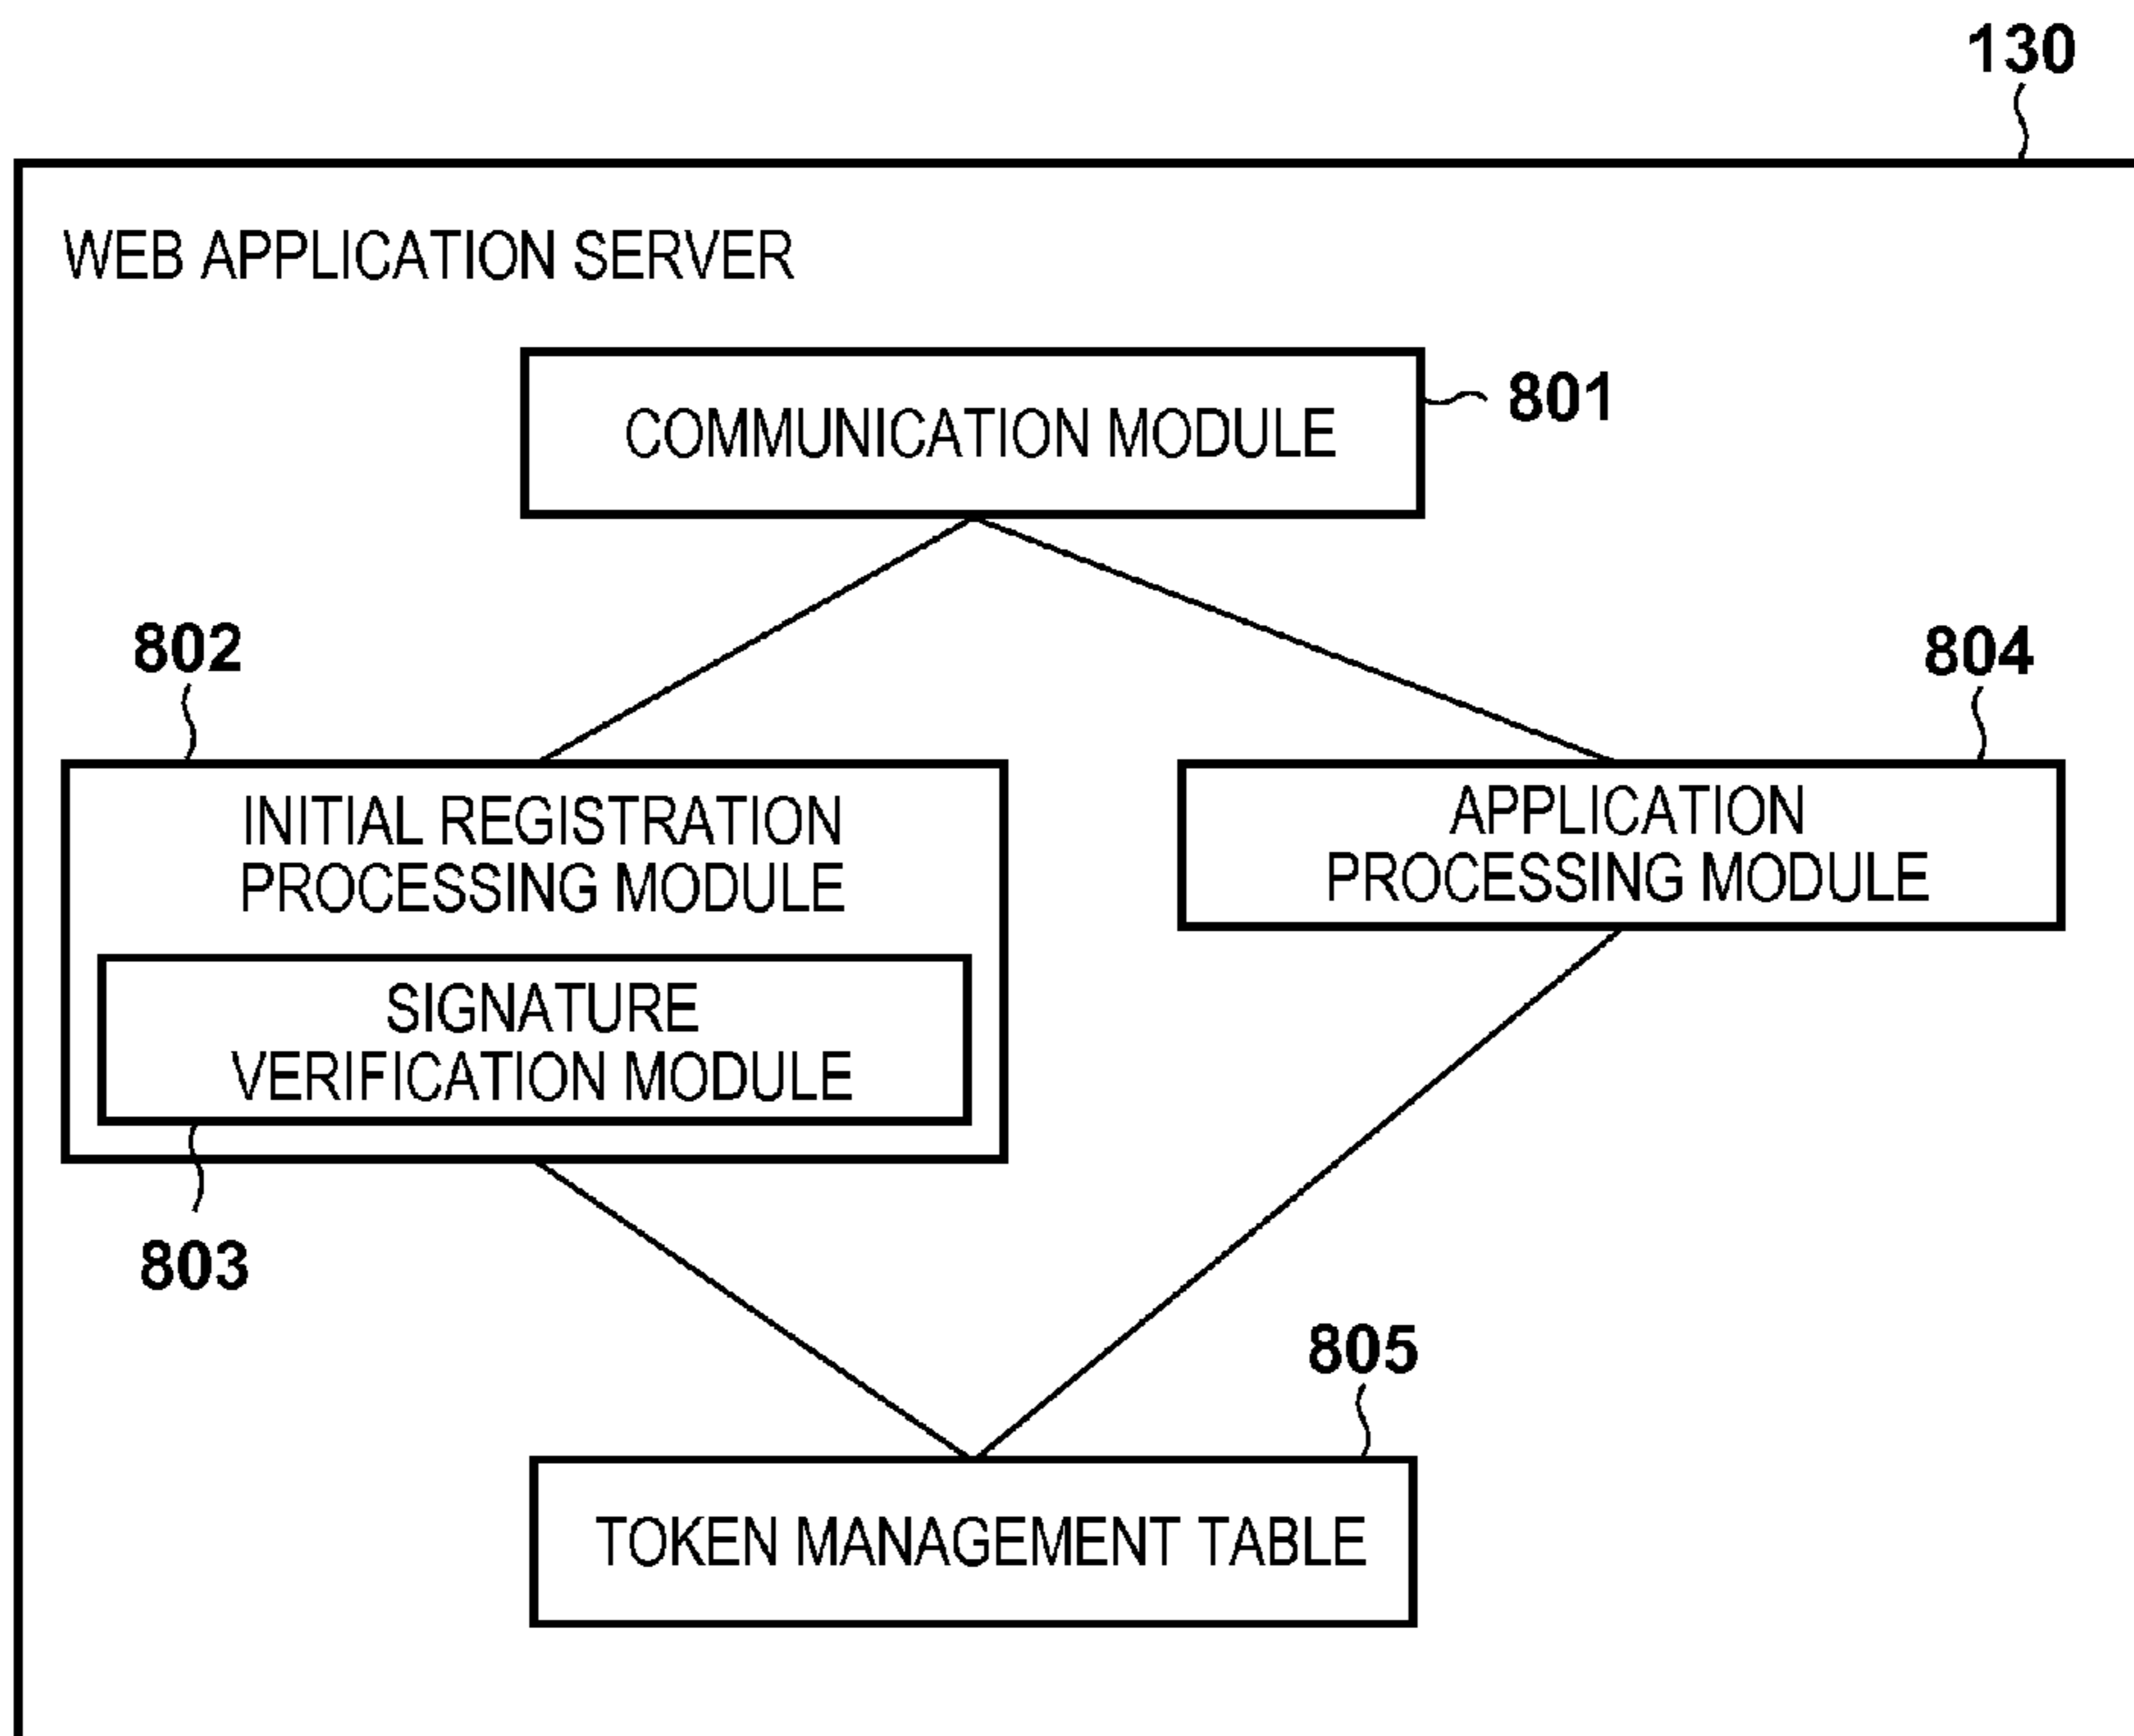 130
WEB APPLICATION SERVER
COMMUNICATION MODULE
801
802
804
INITIAL REGISTRATION
PROCESSING MODULE
APPLICATION
PROCESSING MODULE
SIGNATURE
VERIFICATION MODULE
803
805
TOKEN MANAGEMENT TABLE